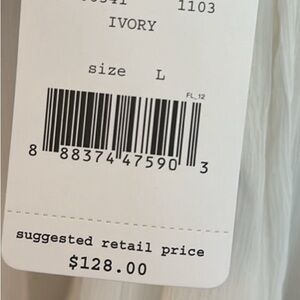 1103
IVORY
size L
FL_12
8 88374 47590 3
suggested retail price
$128.00